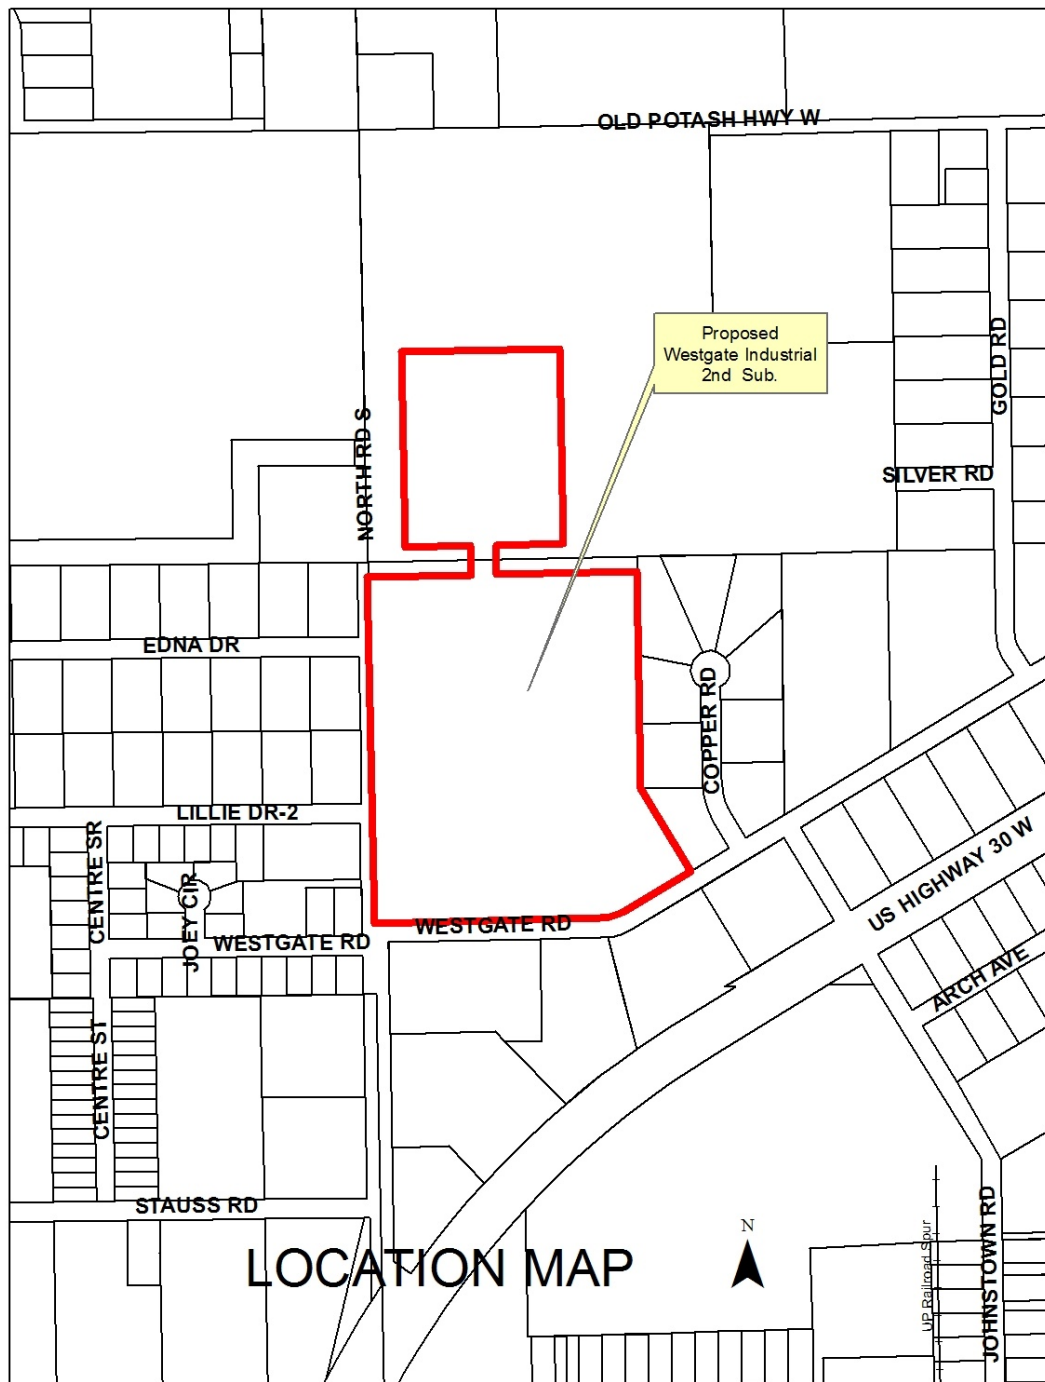 OLD POTASH HWY W
Proposed
Westgate Industrial
2nd Sub.
GOLD RD
NORTH RD S
SILVER RD
EDNA DR
COPPER RD
LILLIE DR-2
CENTRE SR
JOEY CIR
US HIGHWAY 30 W
WESTGATE RD
WESTGATE RD
ARCH AVE
CENTRE ST
STAUSS RD
JOHNSTOWN RD
UP Railroad Spur
N
LOCATION MAP